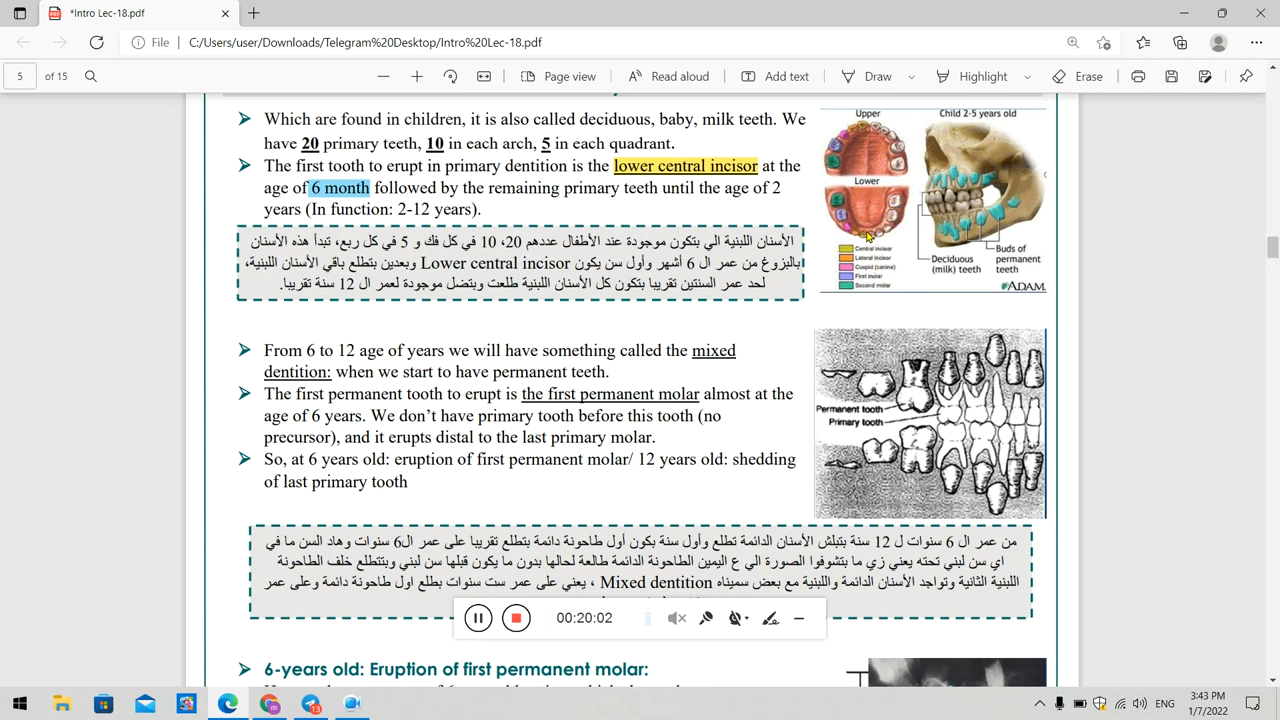 *Intro Lec-18.pdf
File
C:/Users/user/Downloads/Telegram%20Desktop/Intro%20Lec-18.pdf
5 of 15
Page view
Read aloud
Add text
Draw
Highlight
Erase
Which are found in children, it is also called deciduous, baby, milk teeth. We
have 20 primary teeth, 10 in each arch, 5 in each quadrant.
The first tooth to erupt in primary dentition is the lower central incisor at the
age of 6 month followed by the remaining primary teeth until the age of 2
years (In function: 2-12 years).
Upper
Child 2-5 years old
Lower
Central incisor
Lateral incisor
Cuspid (canine)
First molar
Second molar
Deciduous
(milk) teeth
Buds of
permanent
teeth
ADAM.
الأسنان اللبنية الي بتكون موجودة عند الأطفال عددهم 20، 10 في كل فك و 5 في كل ربع، تبدأ هذه الأسنان
بالبزوغ من عمر ال 6 أشهر وأول سن يكون Lower central incisor وبعدين بتطلع باقي الاسنان اللبنية،
لحد عمر السنتين تقريبا بتكون كل الأسنان اللبنية طلعت وبتضل موجودة لعمر ال 12 سنة تقريبا.
From 6 to 12 age of years we will have something called the mixed
dentition: when we start to have permanent teeth.
The first permanent tooth to erupt is the first permanent molar almost at the
age of 6 years. We don't have primary tooth before this tooth (no
precursor), and it erupts distal to the last primary molar.
So, at 6 years old: eruption of first permanent molar/ 12 years old: shedding
of last primary tooth
Permanent tooth
Primary tooth
من عمر ال 6 سنوات ل 12 سنة بتبلش الأسنان الدائمة تطلع وأول سنة بكون أول طاحونة دائمة بتطلع تقريبا على عمر ال6 سنوات وهاد السن ما في
اي سن لبني تحته يعني زي ما بتشوفوا الصورة الي ع اليمين الطاحونة الدائمة طالعة لحالها بدون ما يكون قبلها سن لبني وبتتطلع خلف الطاحونة
اللبنية الثانية وتواجد الأسنان الدائمة واللبنية مع بعض سميناه Mixed dentition ، يعني على عمر ست سنوات بطلع اول طاحونة دائمة وعلى عمر
00:20:02
6-years old: Eruption of first permanent molar:
ENG
3:43 PM
1/7/2022